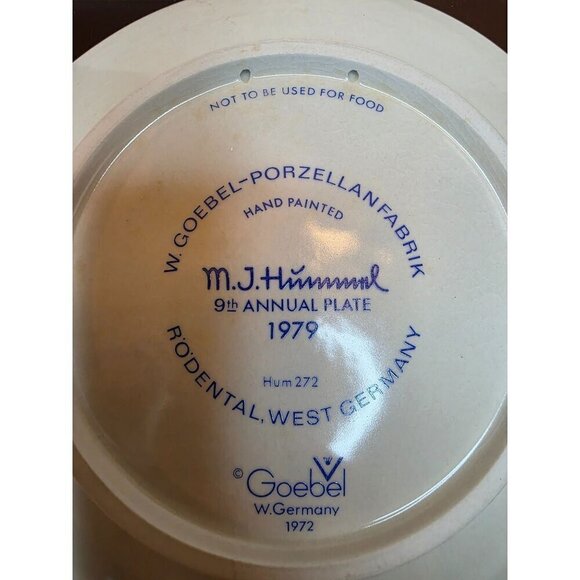 NOT TO BE USED FOR FOOD
W. GOEBEL-PORZELLANFABRIK
HAND PAINTED
M.J.Hümmel
9th ANNUAL PLATE
1979
Hum 272
RÖDENTAL, WEST GERMANY
© Goebel
W.Germany
1972